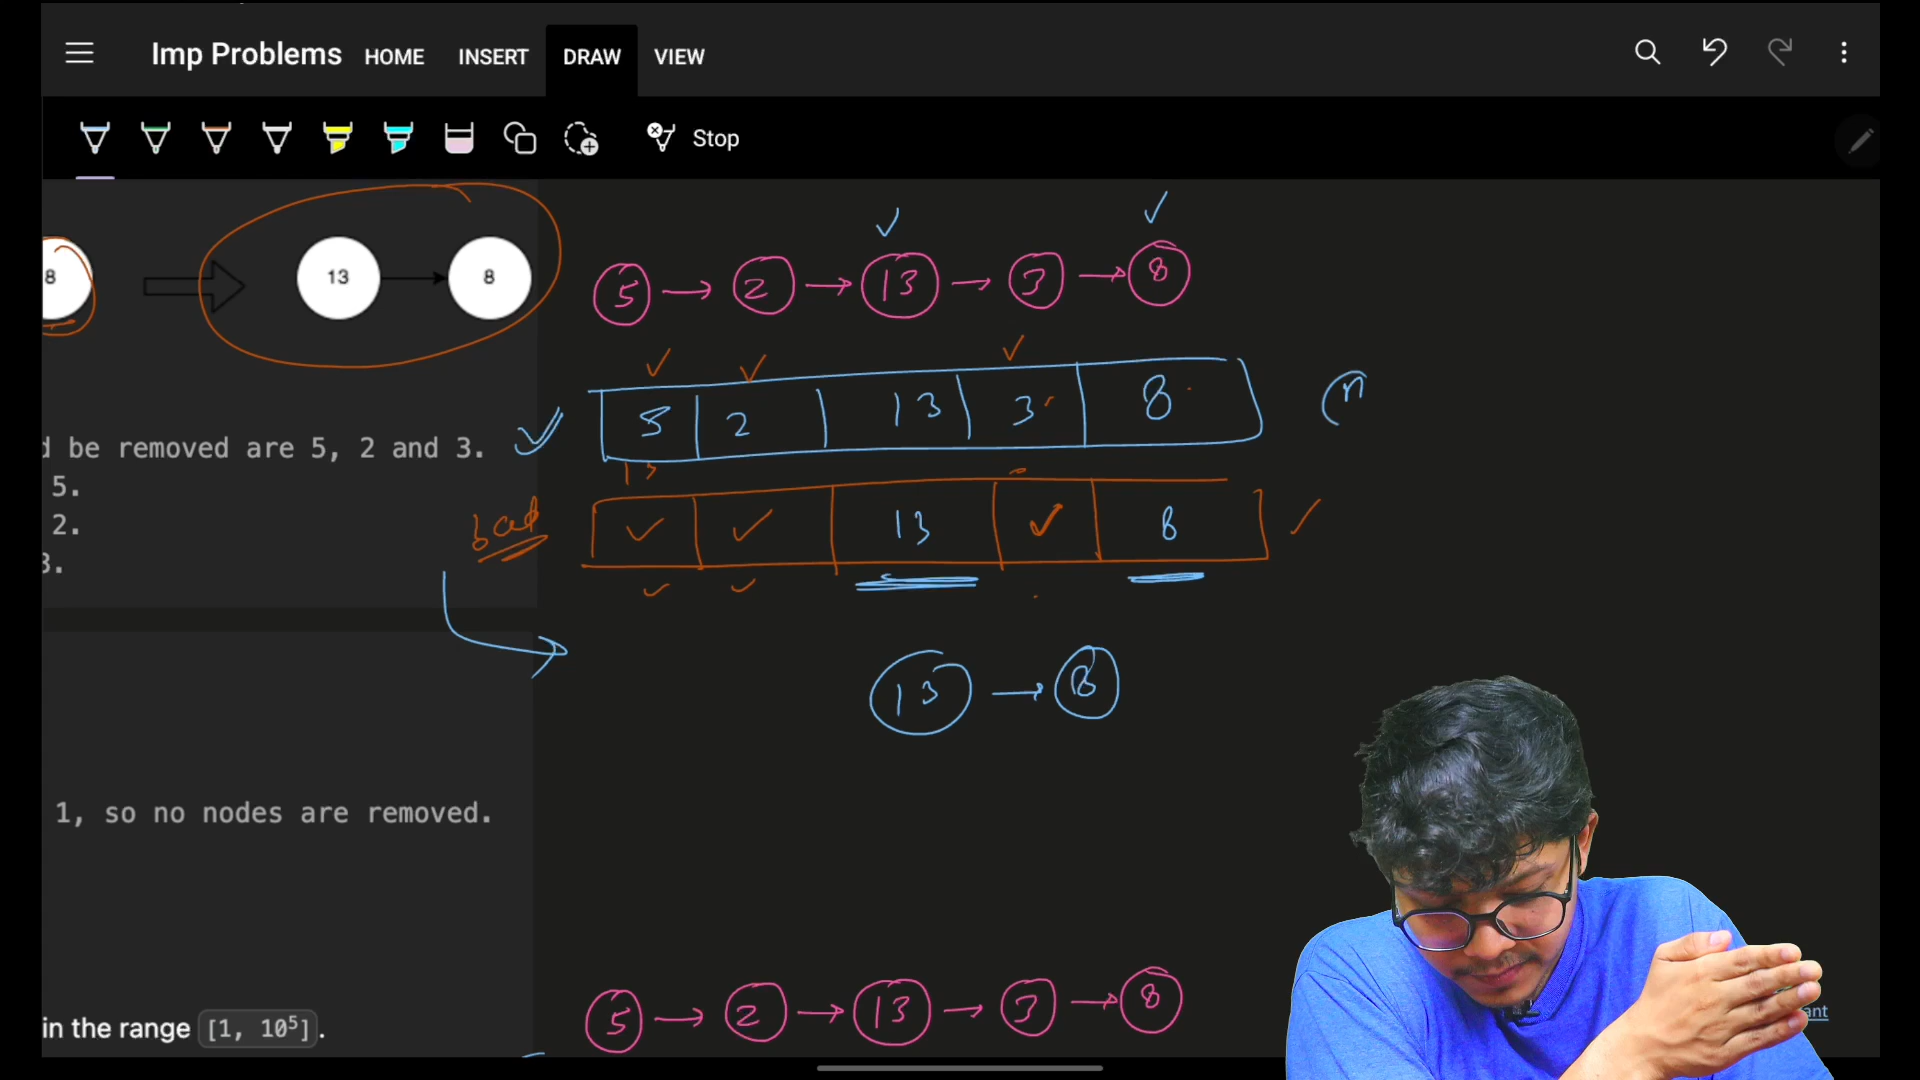 Imp Problems HOME INSERT DRAW VIEW
Stop
8 13 8
5 2 13 3 8
d be removed are 5, 2 and 3.
5.
2.
3.
5 2 13 3 8
n
13
bad 13 8
13 8
1, so no nodes are removed.
5 2 13 3 8
in the range [1, 10⁵].